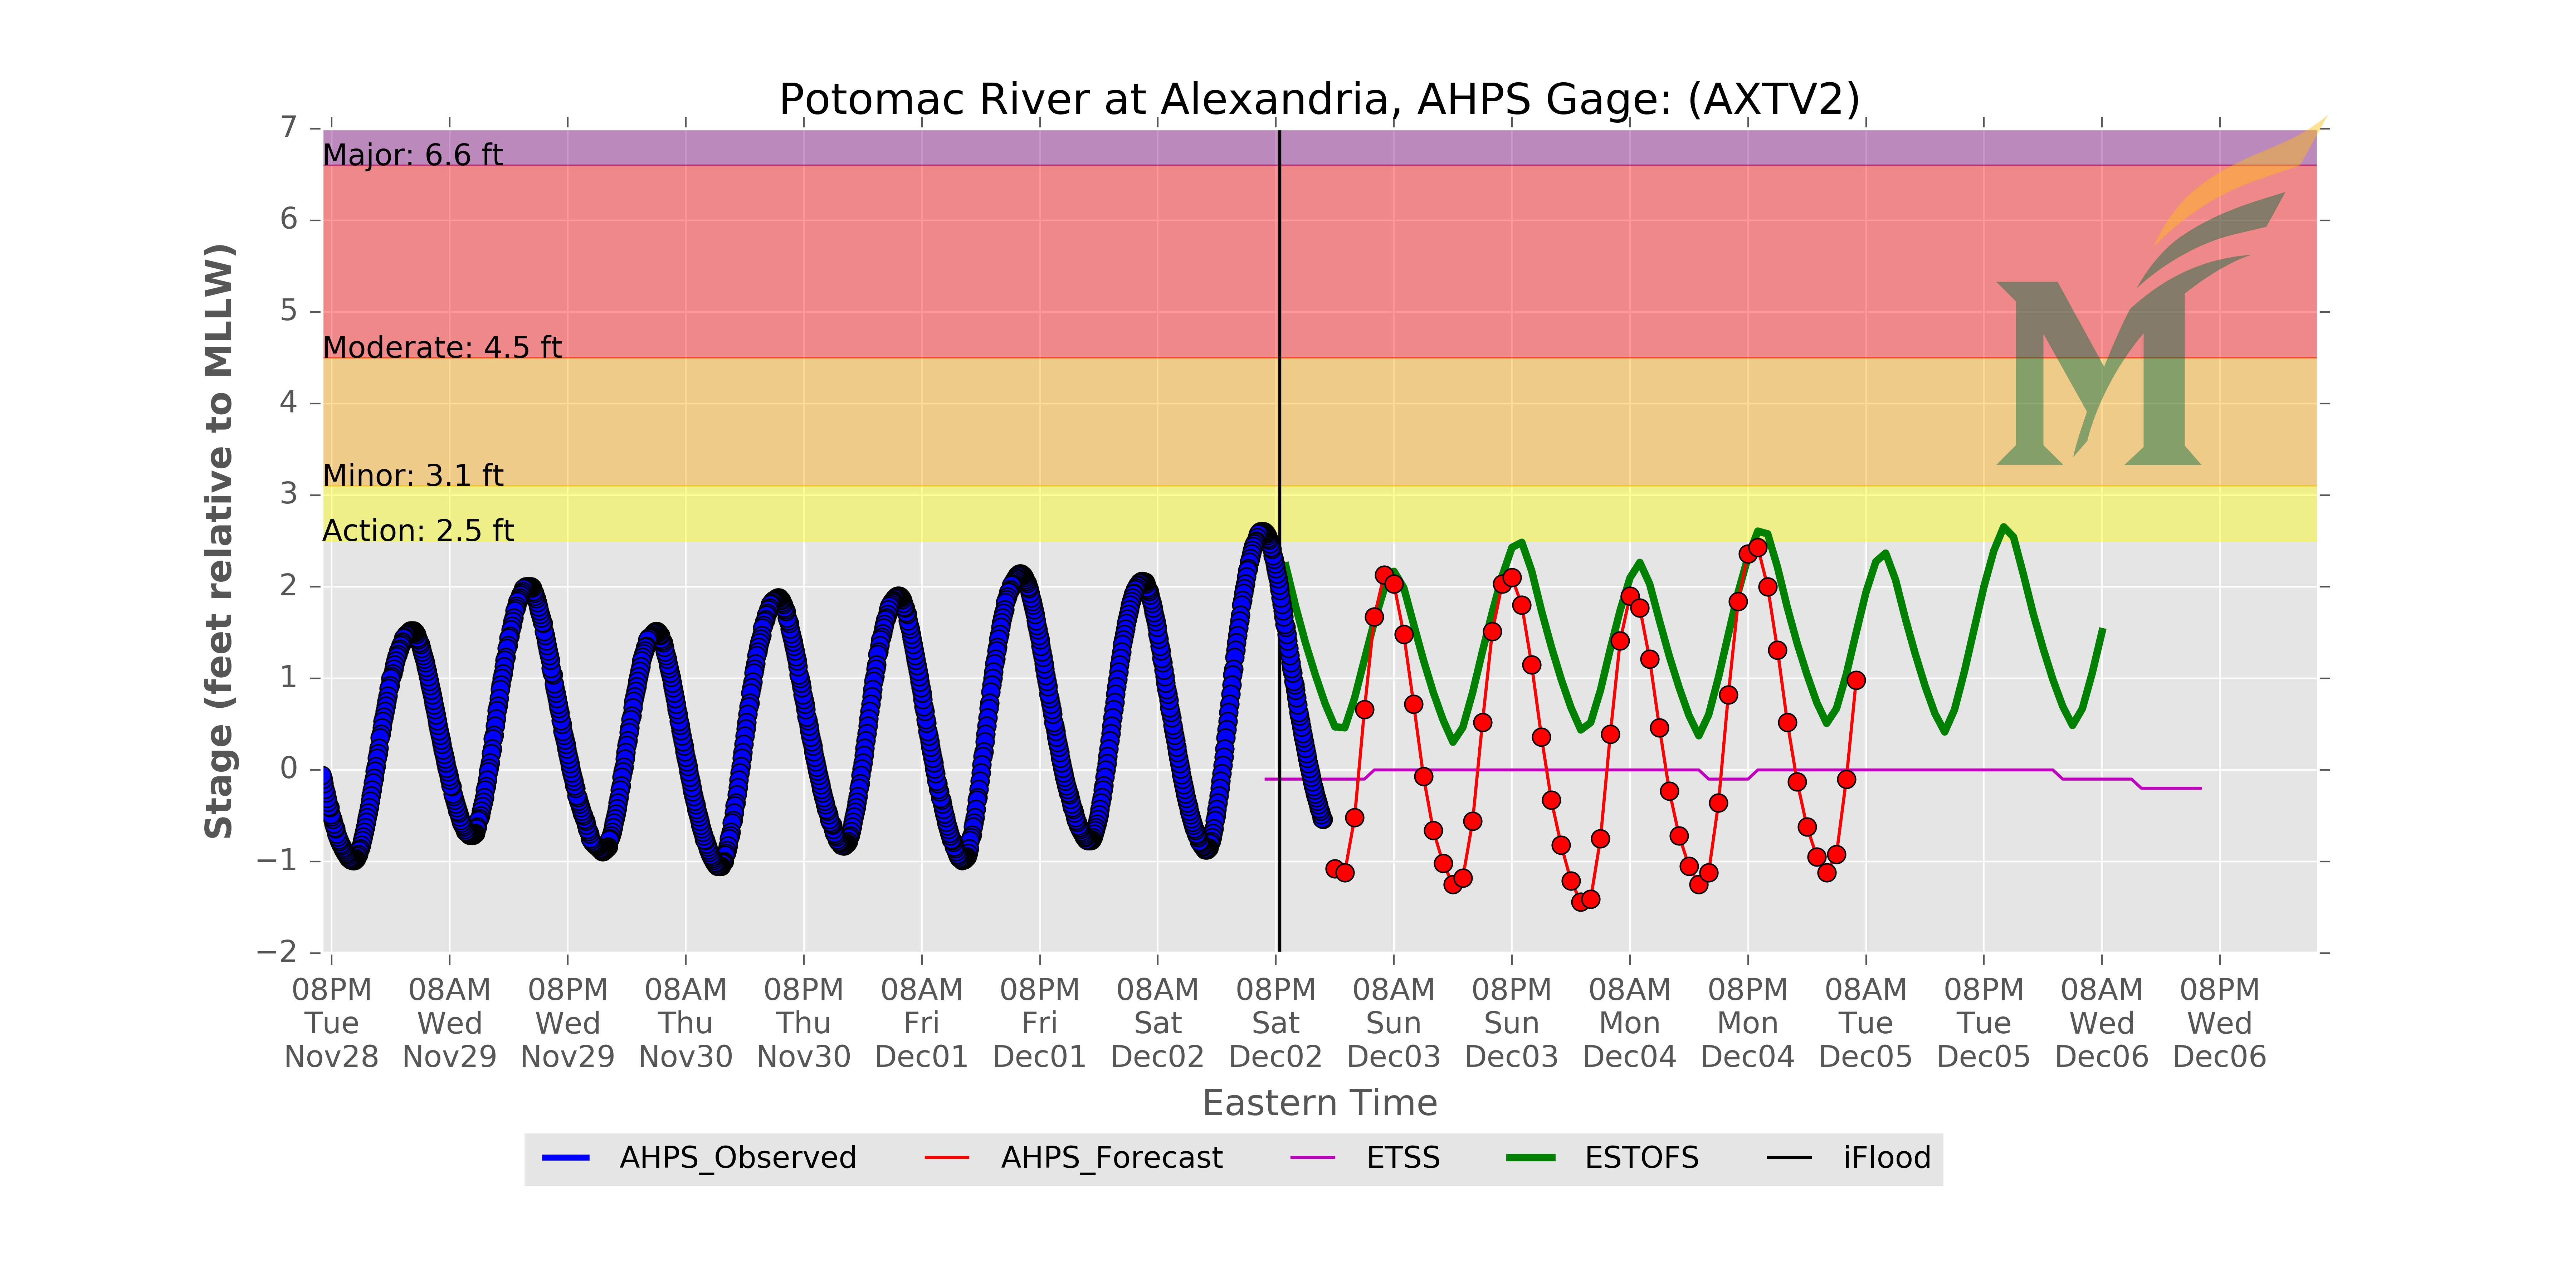 Potomac River at Alexandria, AHPS Gage: (AXTV2)
Stage (feet relative to MLLW)
7
6
5
4
3
2
1
0
−1
−2
Major: 6.6 ft
Moderate: 4.5 ft
Minor: 3.1 ft
Action: 2.5 ft
M
08PM 08AM 08PM 08AM 08PM 08AM 08PM 08AM 08PM 08AM 08PM 08AM 08PM 08AM 08PM 08AM 08PM
Tue Wed Wed Thu Thu Fri Fri Sat Sat Sun Sun Mon Mon Tue Tue Wed Wed
Nov28 Nov29 Nov29 Nov30 Nov30 Dec01 Dec01 Dec02 Dec02 Dec03 Dec03 Dec04 Dec04 Dec05 Dec05 Dec06 Dec06
Eastern Time
AHPS_Observed AHPS_Forecast ETSS ESTOFS iFlood